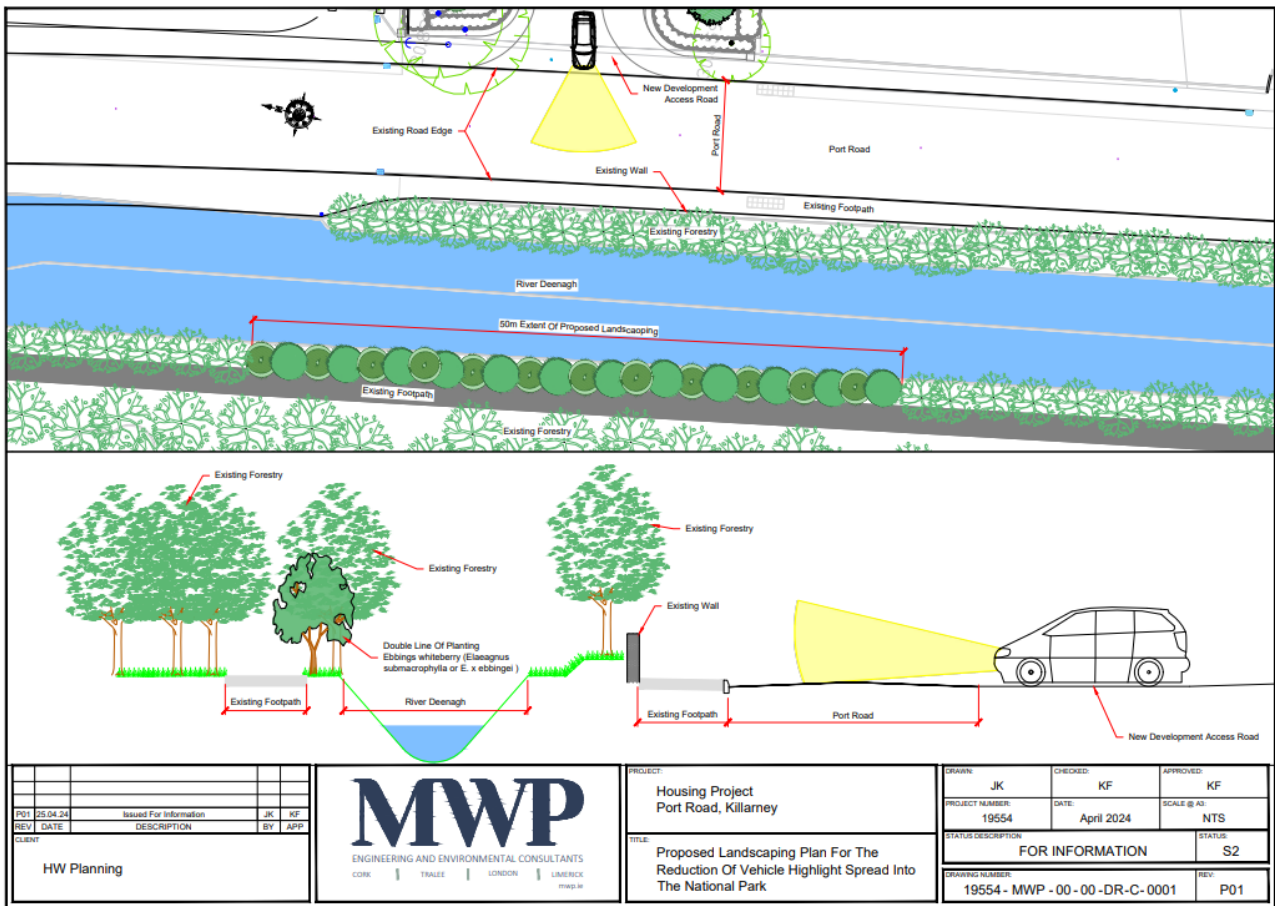 New Development
Access Road
Existing Road Edge
Port Road
Port Road
Existing Wall
Existing Footpath
Existing Forestry
River Deenagh
50m Extent Of Proposed Landscaoping
Existing Footpath
Existing Forestry
Existing Forestry
Existing Forestry
Existing Forestry
Existing Wall
Double Line Of Planting
Ebbings whiteberry (Elaeagnus
submacrophylla or E. x ebbingei )
Existing Footpath
River Deenagh
Existing Footpath
Port Road
New Development Access Road
P01 25.04.24 Issued For Information JK KF
REV DATE DESCRIPTION BY APP
CLIENT
HW Planning
MWP
ENGINEERING AND ENVIRONMENTAL CONSULTANTS
CORK TRALEE LONDON LIMERICK
mwp.ie
PROJECT:
Housing Project
Port Road, Killarney
TITLE:
Proposed Landscaping Plan For The
Reduction Of Vehicle Highlight Spread Into
The National Park
DRAWN: CHECKED: APPROVED:
JK KF KF
PROJECT NUMBER: DATE: SCALE @ A3:
19554 April 2024 NTS
STATUS DESCRIPTION STATUS:
FOR INFORMATION S2
DRAWING NUMBER: REV:
19554 - MWP - 00 - 00 -DR-C- 0001 P01